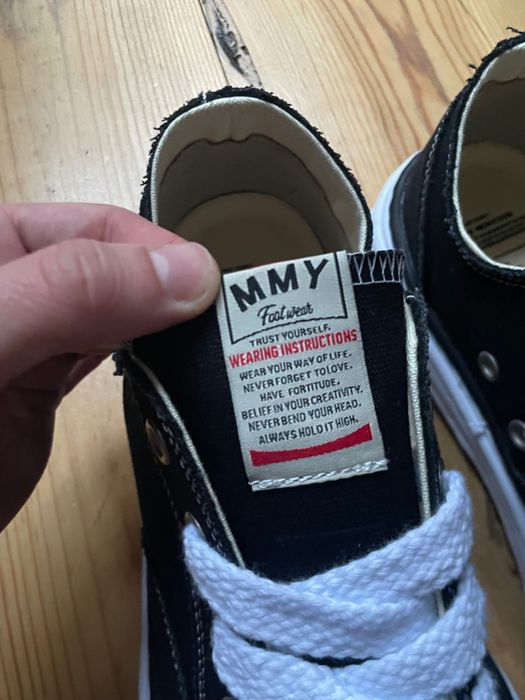 MMY
Footwear
TRUST YOURSELF.
WEARING INSTRUCTIONS
WEAR YOUR WAY OF LIFE.
NEVER FORGET TO LOVE.
HAVE FORTITUDE.
BELIEF IN YOUR CREATIVITY.
NEVER BEND YOUR HEAD.
ALWAYS HOLD IT HIGH.